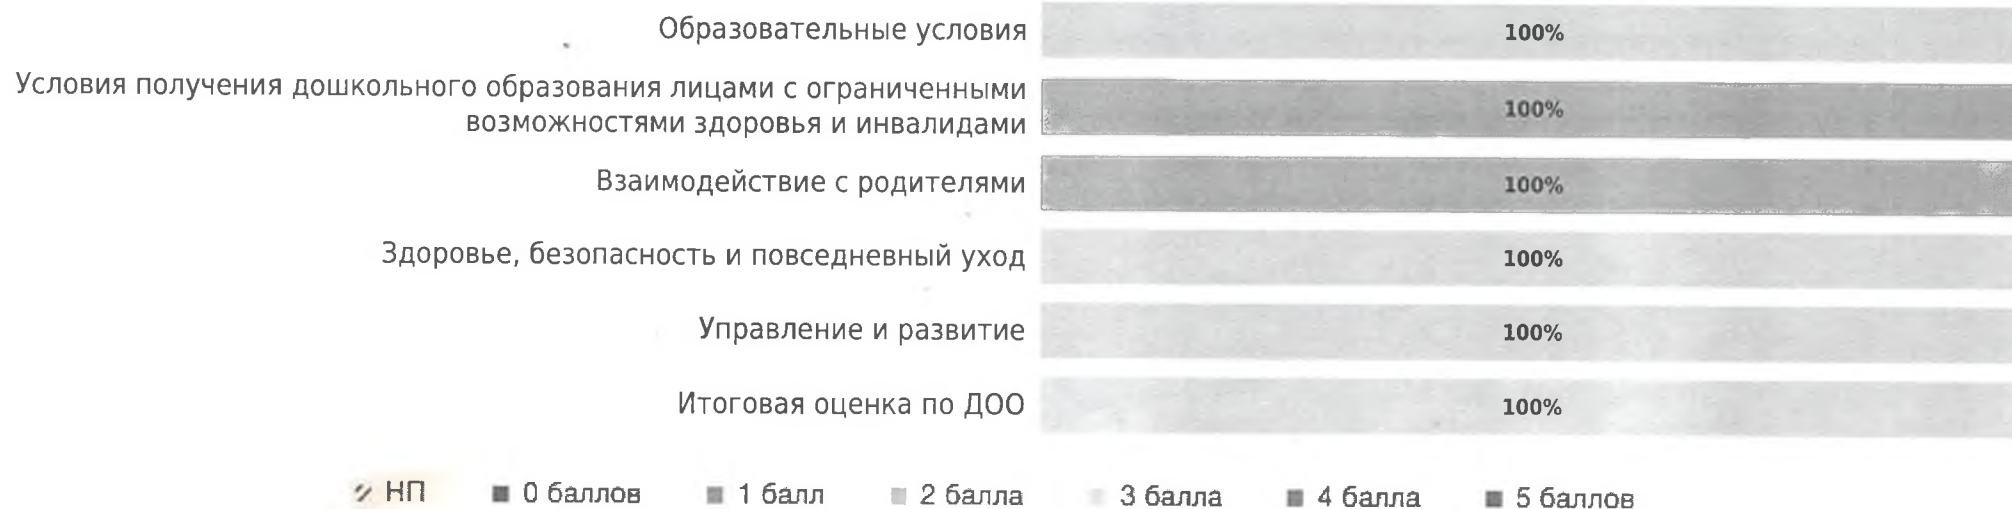 Образовательные условия 100%
Условия получения дошкольного образования лицами с ограниченными
возможностями здоровья и инвалидами 100%
Взаимодействие с родителями 100%
Здоровье, безопасность и повседневный уход 100%
Управление и развитие 100%
Итоговая оценка по ДОО 100%
НП 0 баллов 1 балл 2 балла 3 балла 4 балла 5 баллов